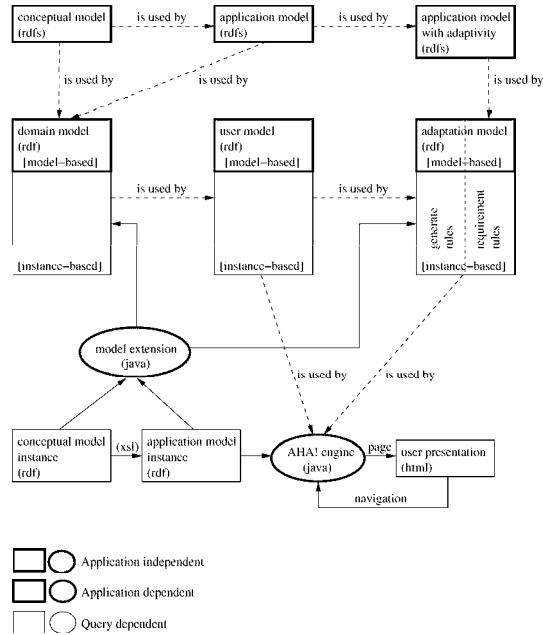 conceptual model
(rdfs)
is used by
application model
(rdfs)
is used by
application model
with adaptivity
(rdfs)
is used by
is used by
is used by
domain model
(rdf)
[model-based]
user model
(rdf)
[model-based]
adaptation model
(rdf)
[model-based]
is used by
is used by
generate
rules
requirement
rules
[instance-based]
[instance-based]
[instance-based]
model extension
(java)
is used by
is used by
conceptual model
instance
(rdf)
(xsl)
application model
instance
(rdf)
AHA! engine
(java)
page
user presentation
(html)
navigation
Application independent
Application dependent
Query dependent